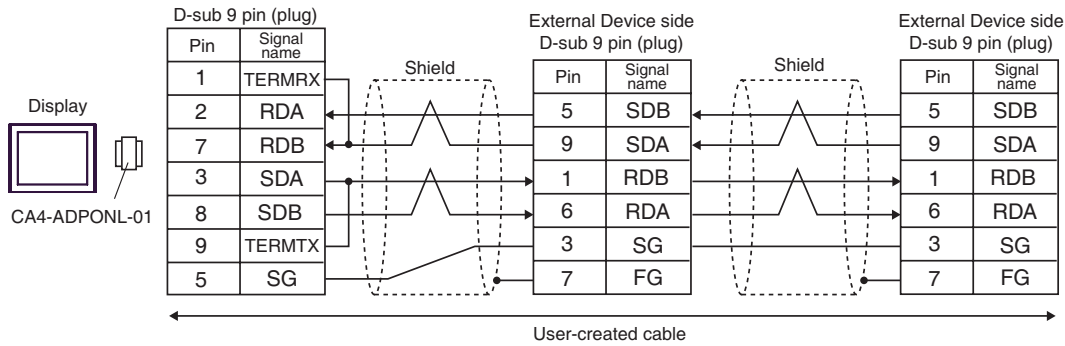 D-sub 9 pin (plug)
Pin Signal name
1 TERMRX
2 RDA
7 RDB
3 SDA
8 SDB
9 TERMTX
5 SG
Display
CA4-ADPONL-01
Shield
External Device side
D-sub 9 pin (plug)
Pin Signal name
5 SDB
9 SDA
1 RDB
6 RDA
3 SG
7 FG
Shield
External Device side
D-sub 9 pin (plug)
Pin Signal name
5 SDB
9 SDA
1 RDB
6 RDA
3 SG
7 FG
User-created cable